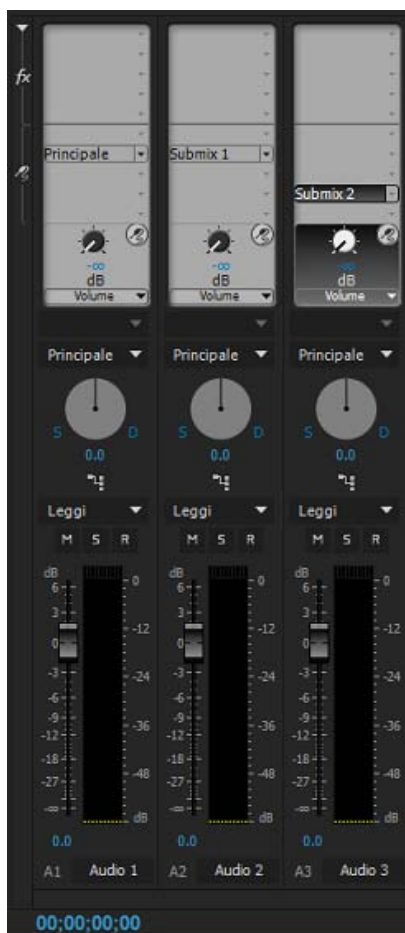 fx
Principale Submix 1
Submix 2
-∞ -∞ -∞
dB dB dB
Volume Volume Volume
Principale Principale Principale
S D S D S D
0.0 0.0 0.0
Leggi Leggi Leggi
M S R M S R M S R
dB dB dB
6 0 6 0 6 0
3 3 3
-12 -12 -12
0 0 0
-3 -24 -3 -24 -3 -24
-6 -6 -6
-9 -36 -9 -36 -9 -36
-12 -12 -12
-18 -48 -18 -48 -18 -48
-27 -27 -27
-∞ dB -∞ dB -∞ dB
0.0 0.0 0.0
A1 Audio 1 A2 Audio 2 A3 Audio 3
00;00;00;00